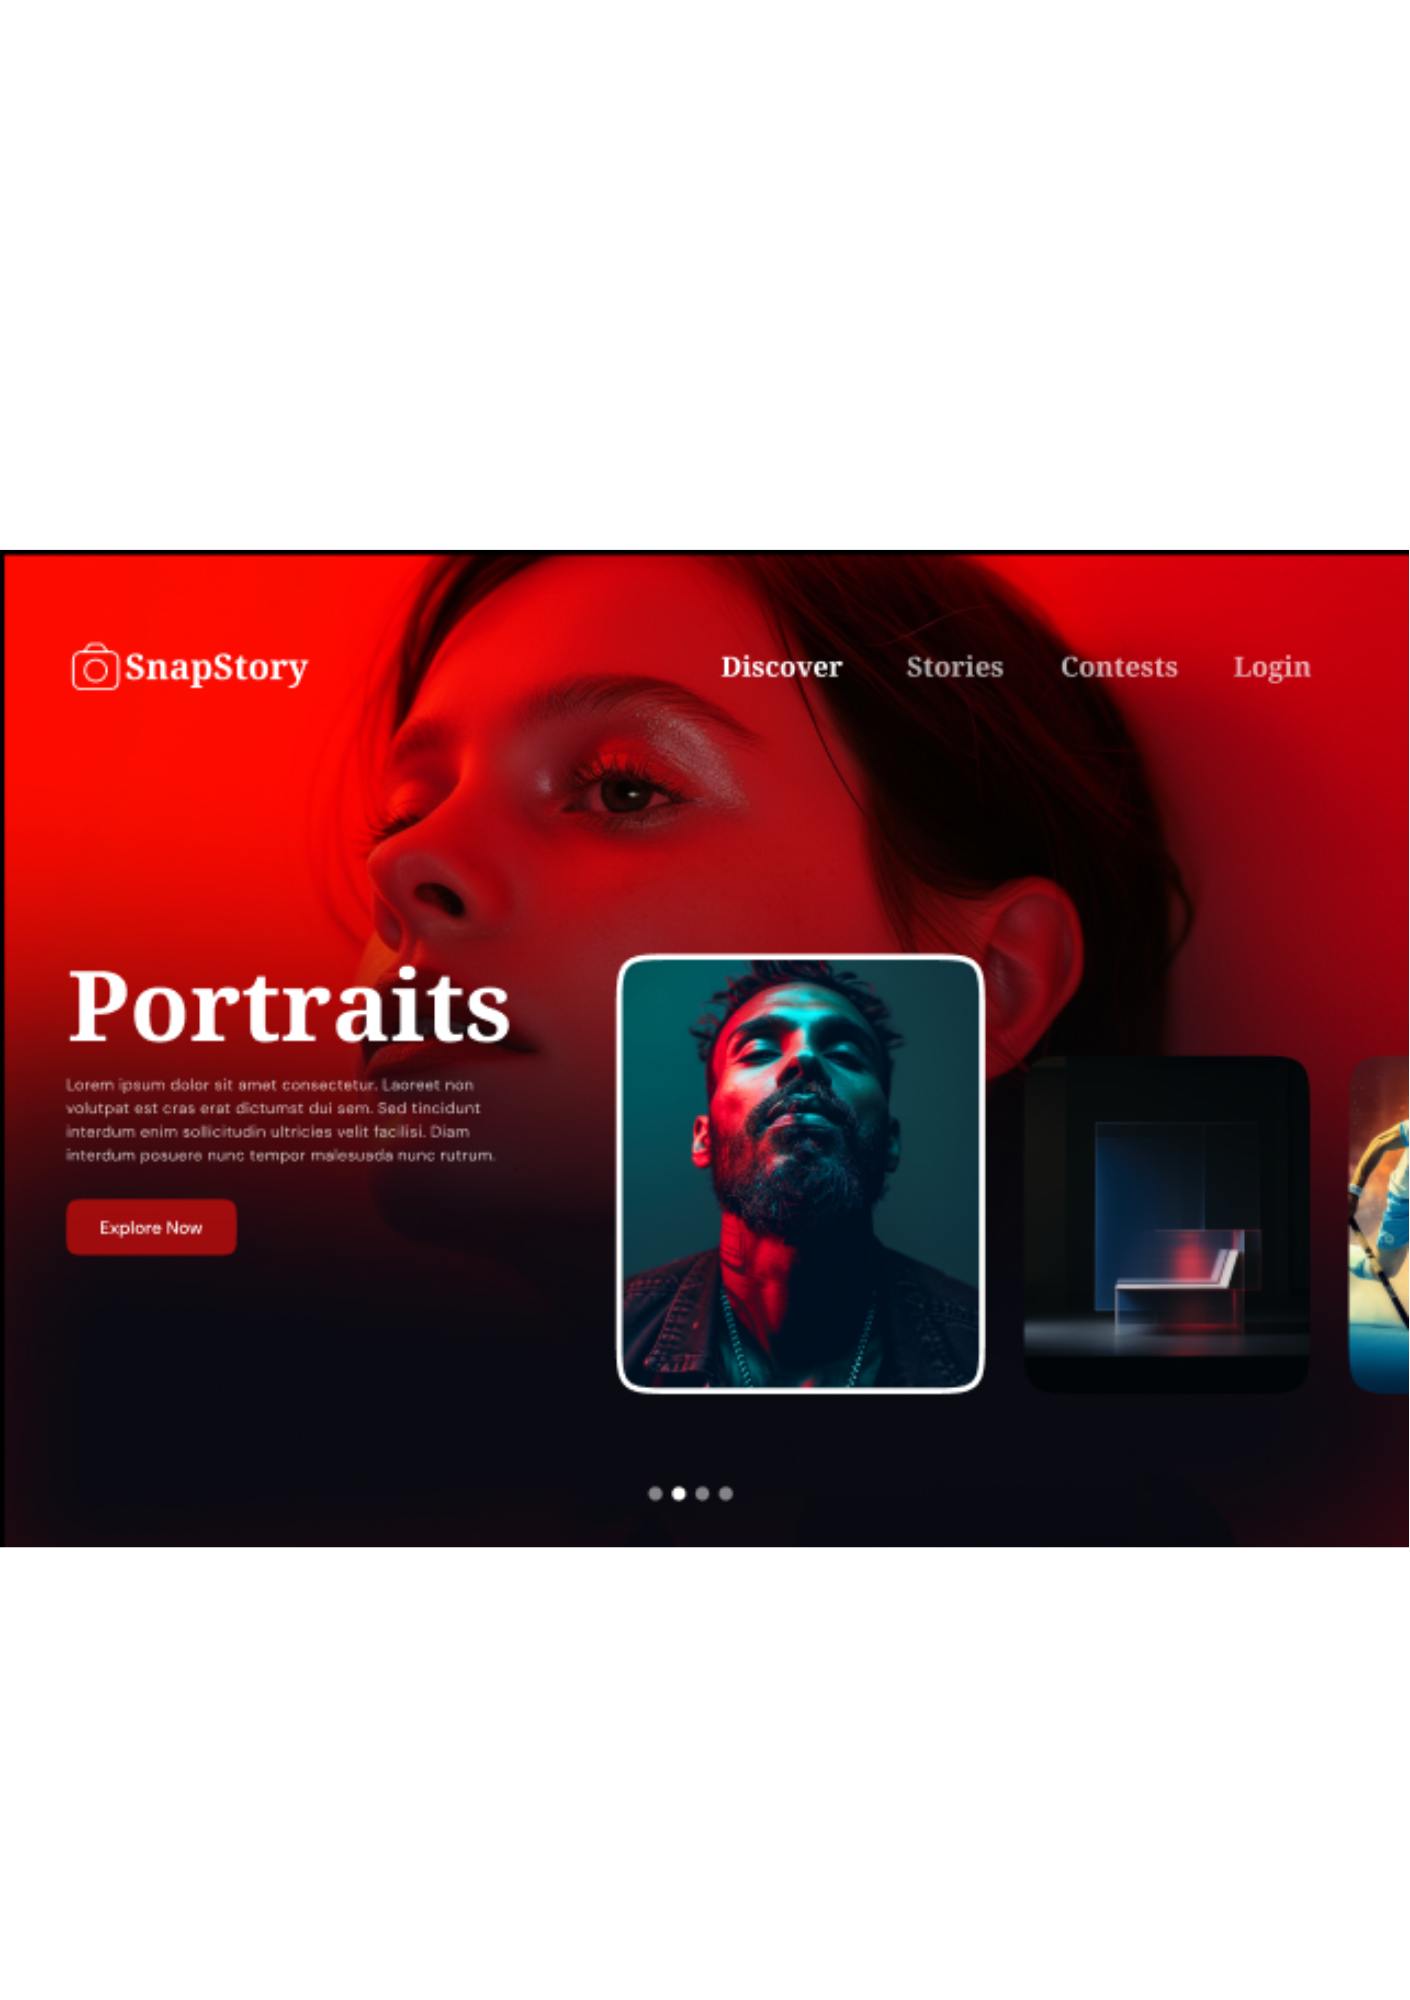 SnapStory
Discover Stories Contests Login
Portraits
Lorem ipsum dolor sit amet consectetur. Laoreet non
volutpat est cras erat dictumst dui sem. Sed tincidunt
interdum enim sollicitudin ultricies velit facilisi. Diam
interdum posuere nunc tempor malesuada nunc rutrum.
Explore Now